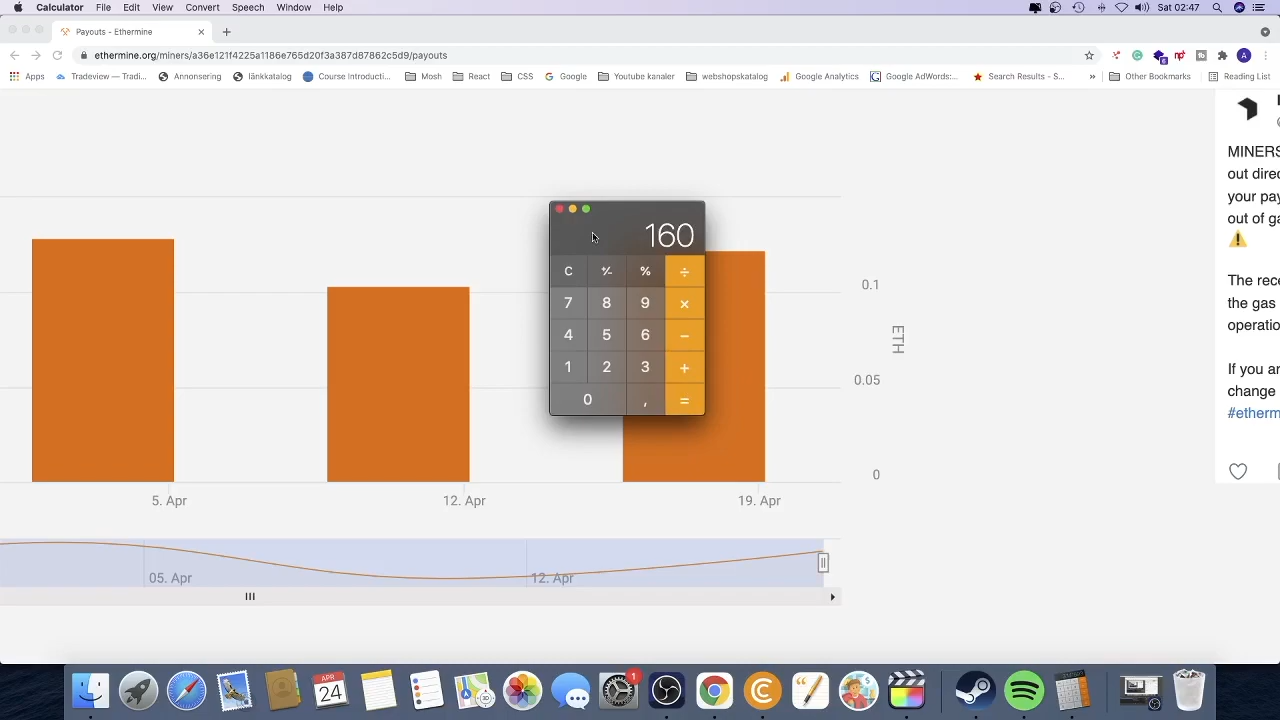 Calculator File Edit View Convert Speech Window Help Sat 02:47
Payouts - Ethermine
ethermine.org/miners/a36e121f4225a1186e765d20f3a387d87862c5d9/payouts
Apps Tradeview — Tradi... Annonsering länkkatalog Course Introducti... Mosh React CSS Google Youtube kanaler webshopskatalog Google Analytics Google AdWords:... Search Results - S... » Other Bookmarks Reading List
MINERS
out direc
your pay
out of ga
The rece
the gas
operatio
If you ar
change
#etherm
160
C +⁄- % ÷
7 8 9 ×
4 5 6 −
1 2 3 +
0 , =
0.1
0.05
0
ETH
5. Apr 12. Apr 19. Apr
05. Apr 12. Apr
APR
24
1